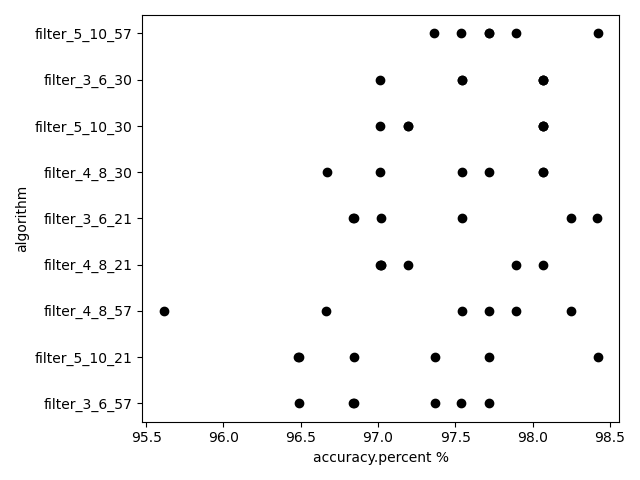 filter_5_10_57
filter_3_6_30
filter_5_10_30
filter_4_8_30
filter_3_6_21
filter_4_8_21
filter_4_8_57
filter_5_10_21
filter_3_6_57
algorithm
95.5 96.0 96.5 97.0 97.5 98.0 98.5
accuracy.percent %